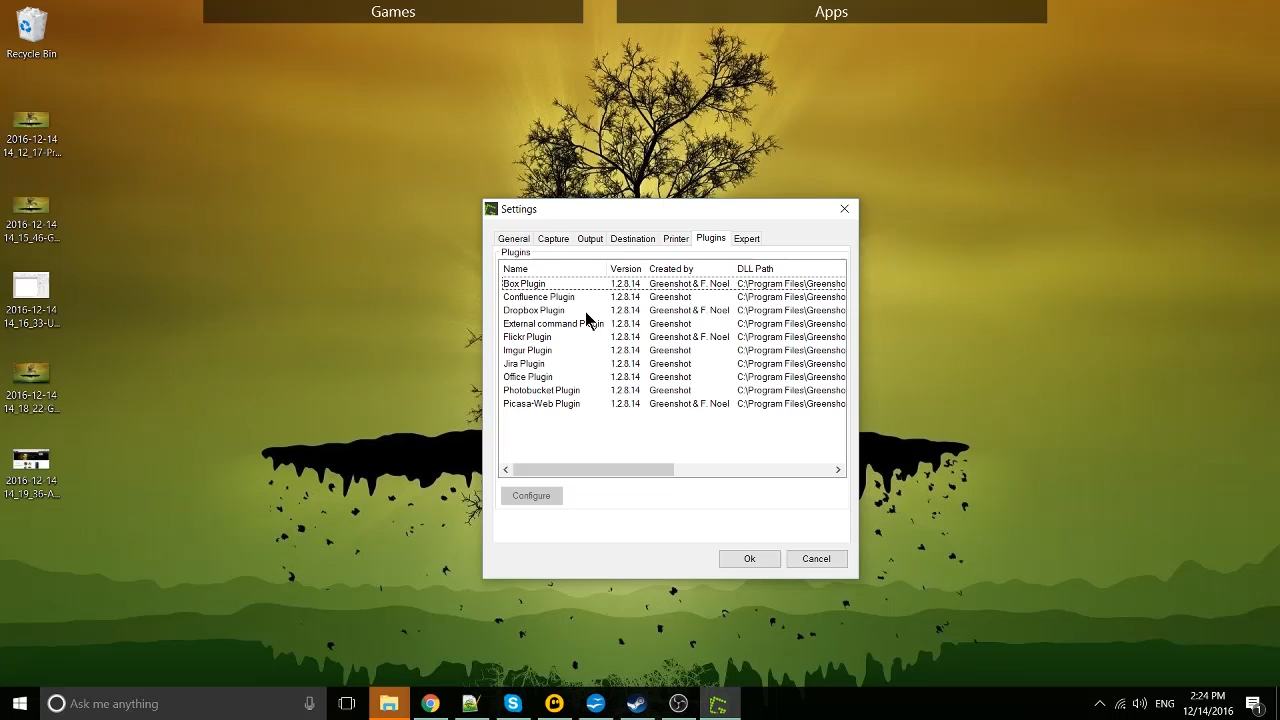 Games
Apps
Recycle Bin
2016-12-14
14_12_17-Pr...
2016-12-14
14_15_46-G...
2016-12-14
14_16_33-U...
2016-12-14
14_18_22-G...
2016-12-14
14_19_36-A...
Settings
General Capture Output Destination Printer Plugins Expert
Plugins
Name Version Created by DLL Path
Box Plugin 1.2.8.14 Greenshot & F. Noel C:\Program Files\Greensho
Confluence Plugin 1.2.8.14 Greenshot C:\Program Files\Greensho
Dropbox Plugin 1.2.8.14 Greenshot & F. Noel C:\Program Files\Greensho
External command Plugin 1.2.8.14 Greenshot C:\Program Files\Greensho
Flickr Plugin 1.2.8.14 Greenshot & F. Noel C:\Program Files\Greensho
Imgur Plugin 1.2.8.14 Greenshot C:\Program Files\Greensho
Jira Plugin 1.2.8.14 Greenshot C:\Program Files\Greensho
Office Plugin 1.2.8.14 Greenshot C:\Program Files\Greensho
Photobucket Plugin 1.2.8.14 Greenshot C:\Program Files\Greensho
Picasa-Web Plugin 1.2.8.14 Greenshot & F. Noel C:\Program Files\Greensho
Configure
Ok Cancel
Ask me anything
ENG
2:24 PM
12/14/2016
1